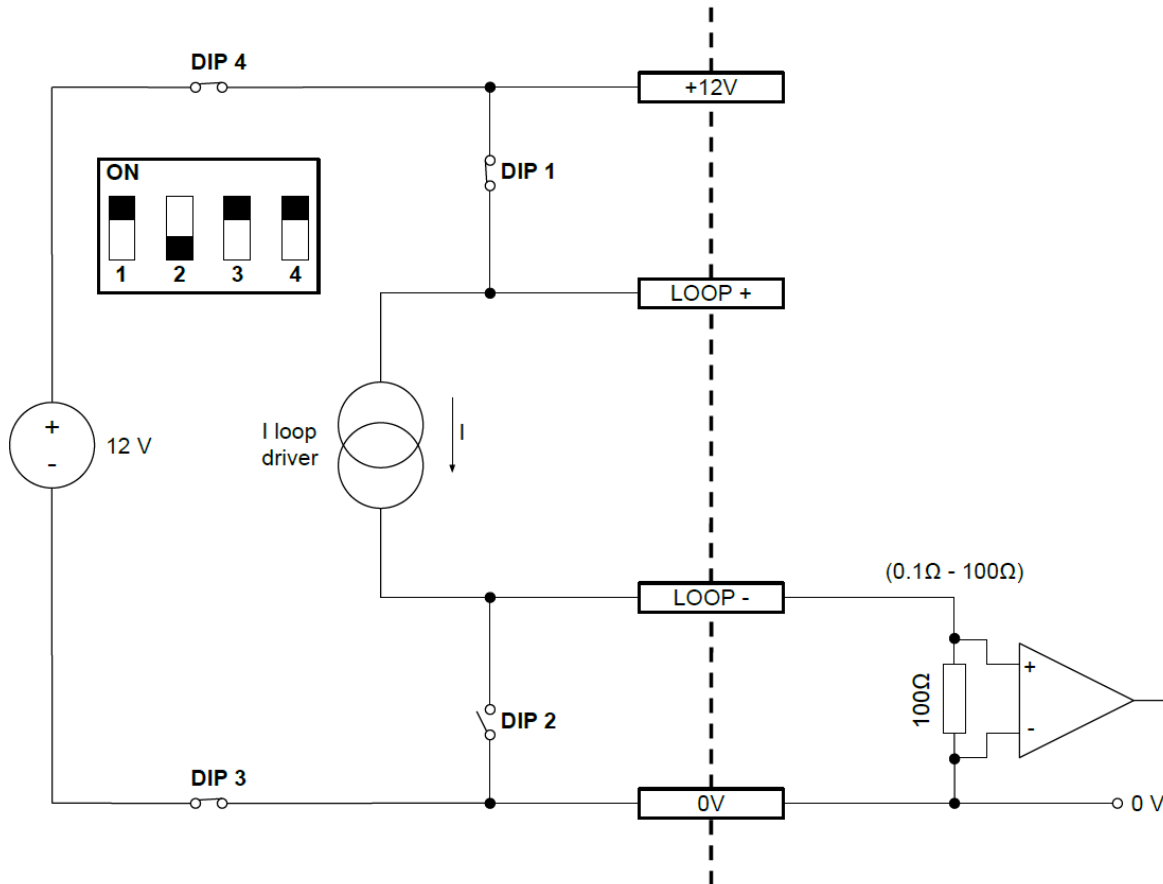 DIP 4
+12V
ON
1 2 3 4
DIP 1
LOOP +
+
-
12 V
I loop
driver
I
(0.1Ω - 100Ω)
LOOP -
100Ω
+
-
DIP 2
DIP 3
0V
0 V